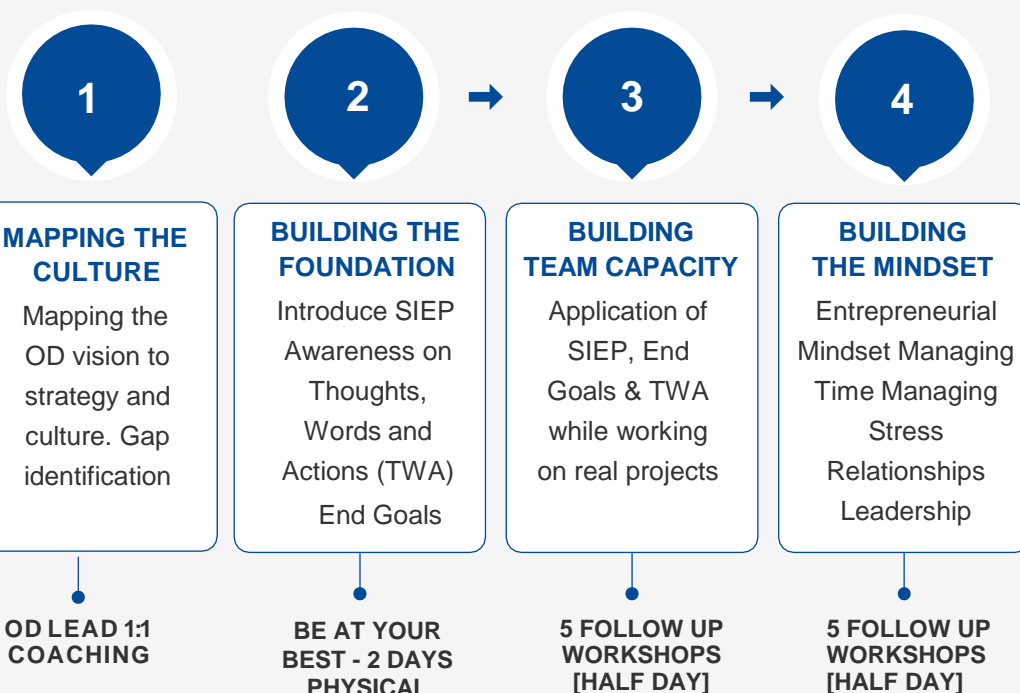 1
MAPPING THE
CULTURE
Mapping the
OD vision to
strategy and
culture. Gap
identification
OD LEAD 1:1
COACHING
2
BUILDING THE
FOUNDATION
Introduce SIEP
Awareness on
Thoughts,
Words and
Actions (TWA)
End Goals
BE AT YOUR
BEST - 2 DAYS
PHYSICAL
3
BUILDING
TEAM CAPACITY
Application of
SIEP, End
Goals & TWA
while working
on real projects
5 FOLLOW UP
WORKSHOPS
[HALF DAY]
4
BUILDING
THE MINDSET
Entrepreneurial
Mindset Managing
Time Managing
Stress
Relationships
Leadership
5 FOLLOW UP
WORKSHOPS
[HALF DAY]